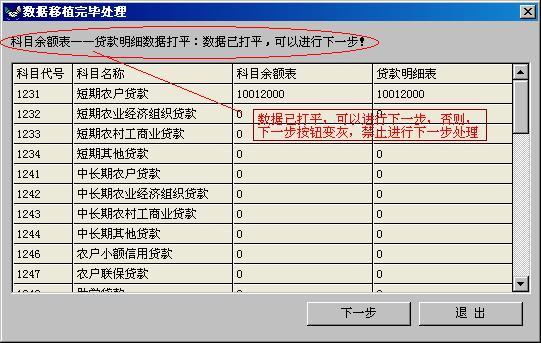 数据移植完毕处理
科目余额表－－贷款明细数据打平：数据已打平，可以进行下一步！
科目代号 科目名称 科目余额表 贷款明细表
1231 短期农户贷款 10012000 10012000
1232 短期农业经济组织贷款 0 0
数据已打平，可以进行下一步，否则，
下一步按钮变灰，禁止进行下一步处理
1233 短期农村工商业贷款 0 0
1234 短期其他贷款 0 0
1241 中长期农户贷款 0 0
1242 中长期农业经济组织贷款 0 0
1243 中长期农村工商业贷款 0 0
1244 中长期其他贷款 0 0
1246 农户小额信用贷款 0 0
1247 农户联保贷款 0 0
下一步 退 出